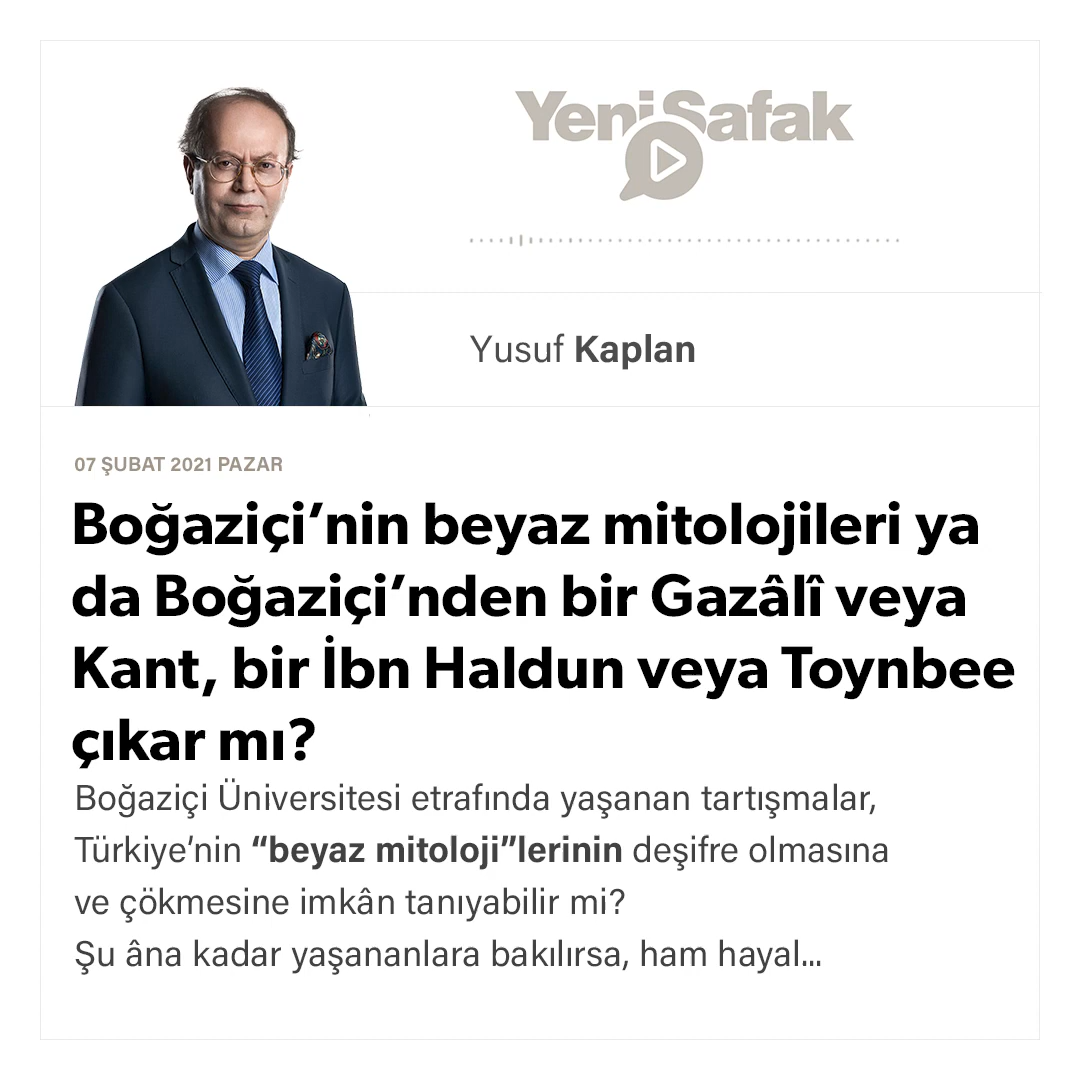 YeniŞafak
Yusuf Kaplan
07 ŞUBAT 2021 PAZAR
Boğaziçi’nin beyaz mitolojileri ya
da Boğaziçi’nden bir Gazâlî veya
Kant, bir İbn Haldun veya Toynbee
çıkar mı?
Boğaziçi Üniversitesi etrafında yaşanan tartışmalar,
Türkiye’nin “beyaz mitoloji”lerinin deşifre olmasına
ve çökmesine imkân tanıyabilir mi?
Şu âna kadar yaşananlara bakılırsa, ham hayal...